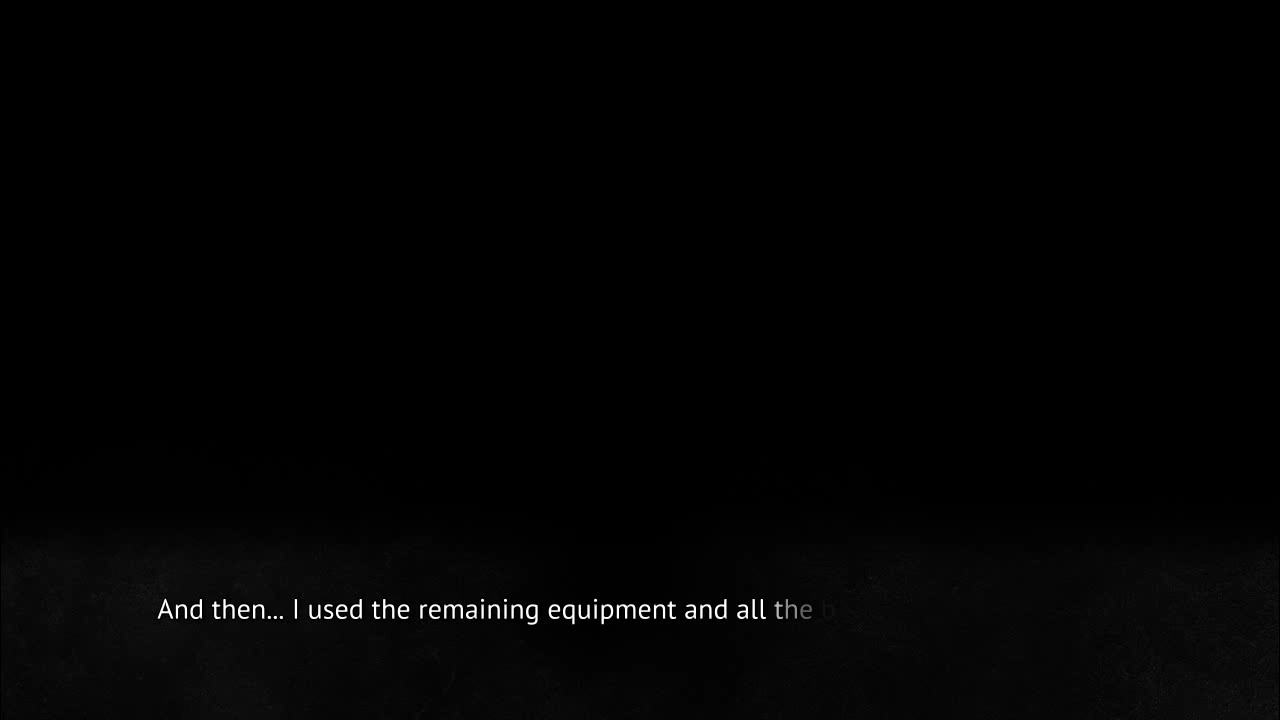 And then... I used the remaining equipment and all the